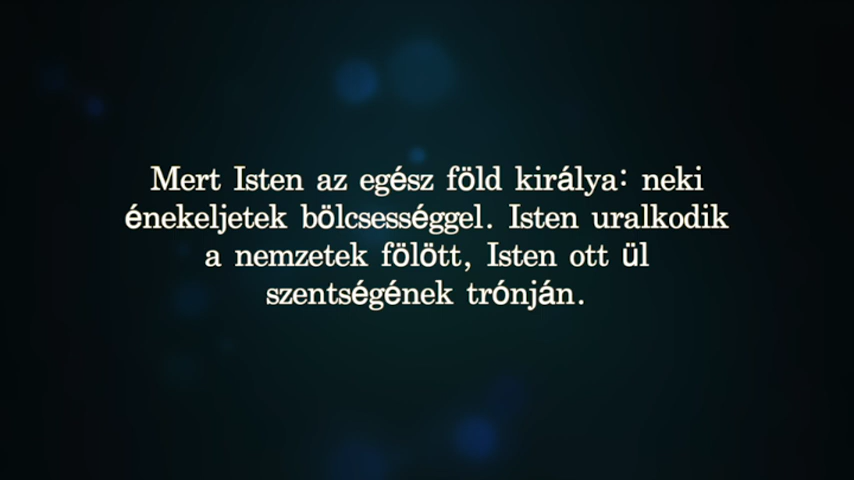 Mert Isten az egész föld királya: neki
énekeljetek bölcsességgel. Isten uralkodik
a nemzetek fölött, Isten ott ül
szentségének trónján.